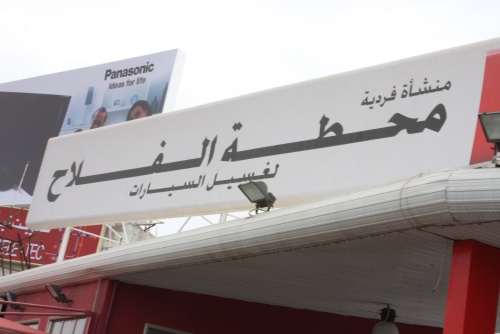 Panasonic
ideas for life
منشأة فردية
محطة الفلاح
لغسيل السيارات